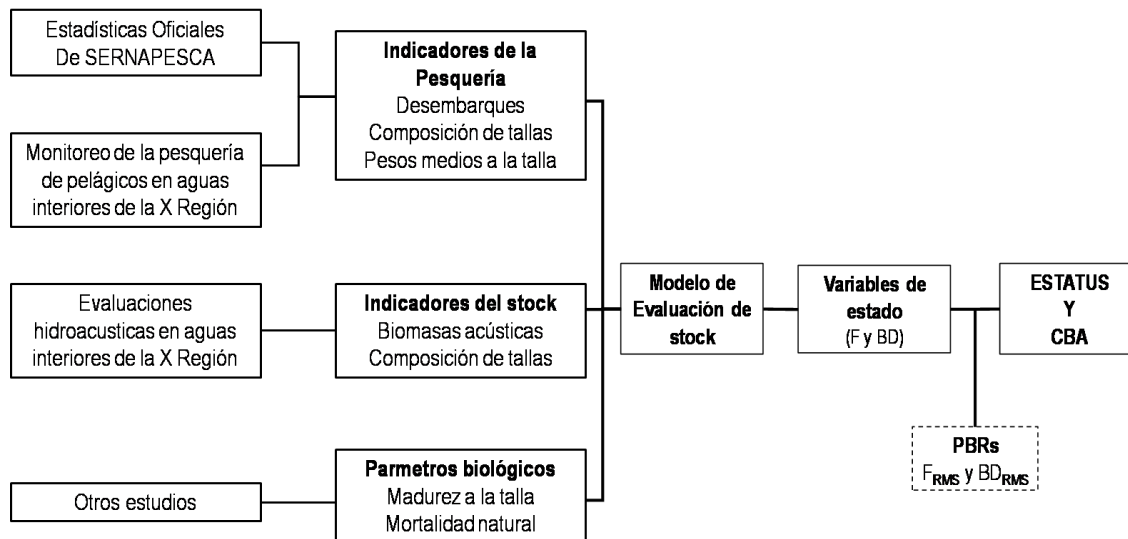 Estadísticas Oficiales
De SERNAPESCA
Monitoreo de la pesquería
de pelágicos en aguas
interiores de la X Región
Indicadores de la
Pesquería
Desembarques
Composición de tallas
Pesos medios a la talla
Evaluaciones
hidroacusticas en aguas
interiores de la X Región
Indicadores del stock
Biomasas acústicas
Composición de tallas
Otros estudios
Parmetros biológicos
Madurez a la talla
Mortalidad natural
Modelo de
Evaluación de
stock
Variables de
estado
(F y BD)
ESTATUS
Y
CBA
PBRs
FRMS y BDRMS